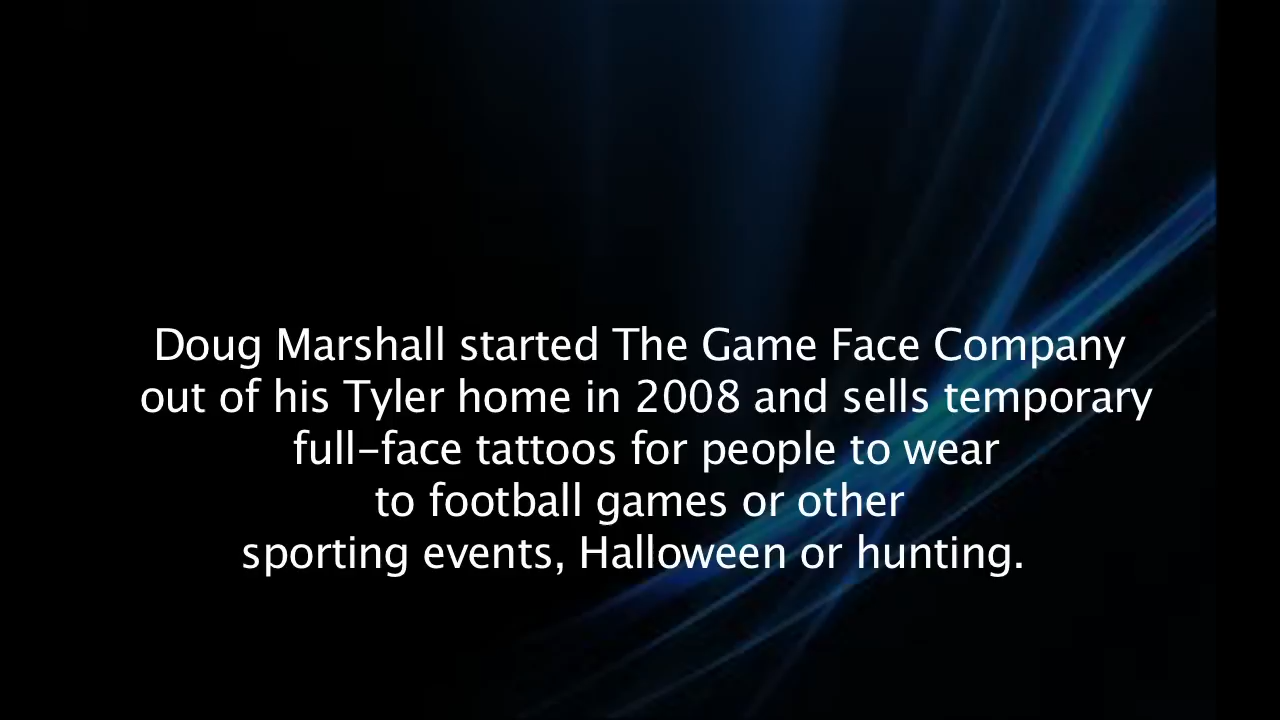 Doug Marshall started The Game Face Company
out of his Tyler home in 2008 and sells temporary
full-face tattoos for people to wear
to football games or other
sporting events, Halloween or hunting.